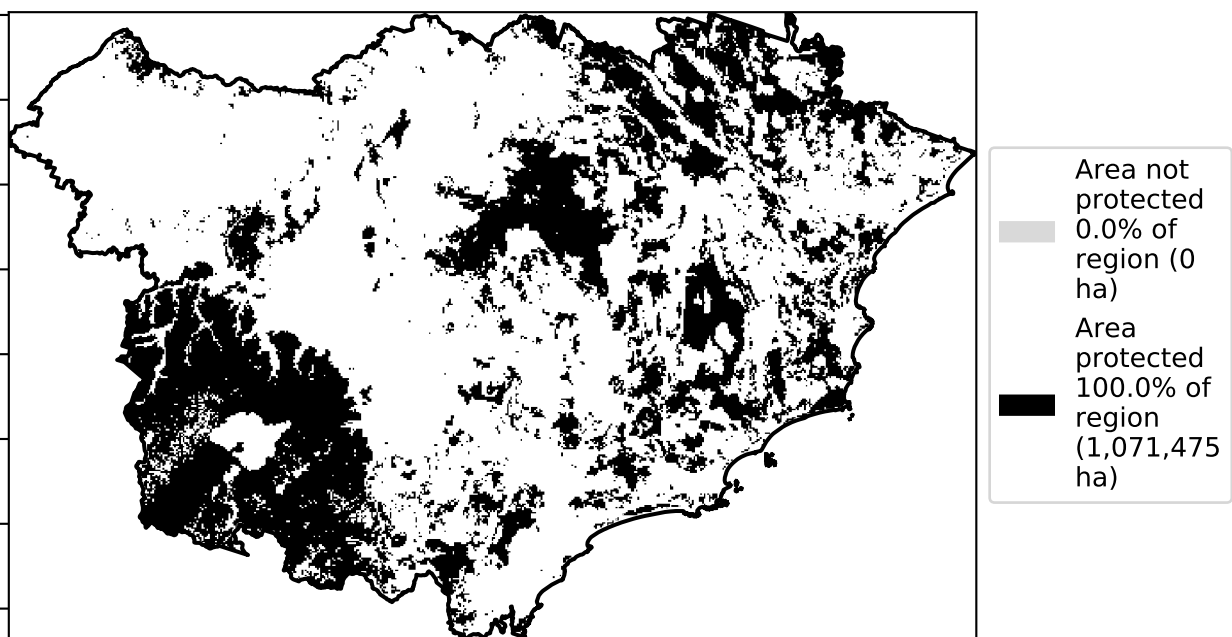 Area not
protected
0.0% of
region (0
ha)
Area
protected
100.0% of
region
(1,071,475
ha)